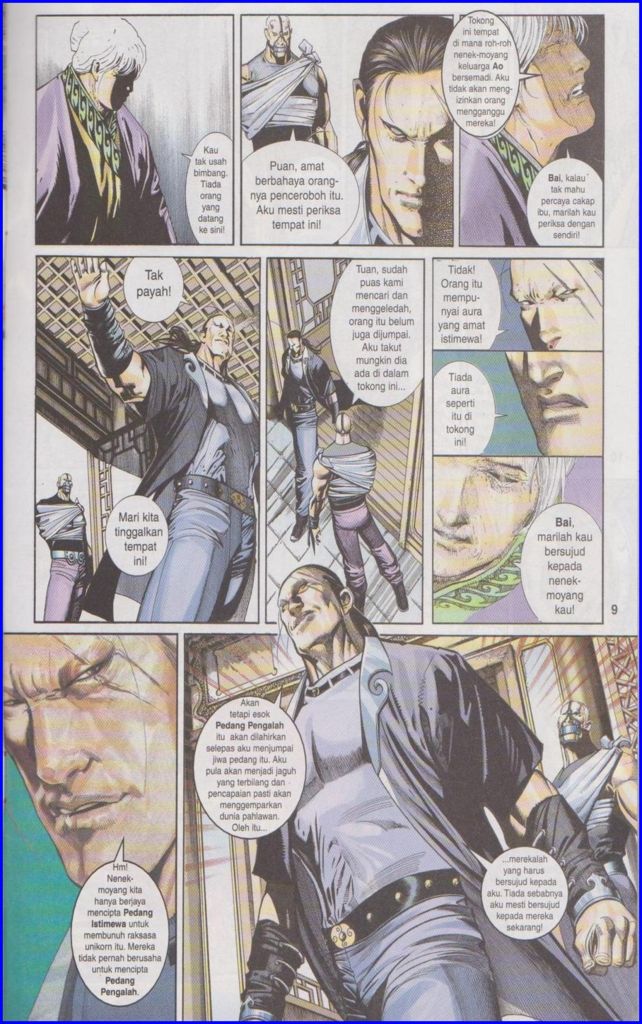 Kau
tak usah
bimbang.
Tiada
orang
yang
datang
ke sini!
Puan, amat
berbahaya orang-
nya penceroboh itu.
Aku mesti periksa
tempat ini!
Tokong
ini tempat
di mana roh-roh
nenek-moyang
keluarga Ao
bersemadi. Aku
tidak akan meng-
izinkan orang
mengganggu
mereka!
Bai, kalau
tak mahu
percaya cakap
ibu, marilah kau
periksa dengan
sendiri!
Tak
payah!
Mari kita
tinggalkan
tempat
ini!
Tuan, sudah
puas kami
mencari dan
menggeledah,
orang itu belum
juga dijumpai.
Aku takut
mungkin dia
ada di dalam
tokong ini...
Tidak!
Orang itu
mempu-
nyai aura
yang amat
istimewa!
Tiada
aura
seperti
itu di
tokong
ini!
Bai,
marilah kau
bersujud
kepada
nenek-
moyang
kau!
9
Hm!
Nenek-
moyang kita
hanya berjaya
mencipta Pedang
Istimewa untuk
membunuh raksasa
unikorn itu. Mereka
tidak pernah berusaha
untuk mencipta
Pedang
Pengalah.
Akan
tetapi esok
Pedang Pengalah
itu akan dilahirkan
selepas aku menjumpai
jiwa pedang itu. Aku
pula akan menjadi jaguh
yang terbilang dan
pencapaian pasti akan
menggemparkan
dunia pahlawan.
Oleh itu...
...merekalah
yang harus
bersujud kepada
aku. Tiada sebabnya
aku mesti bersujud
kepada mereka
sekarang!